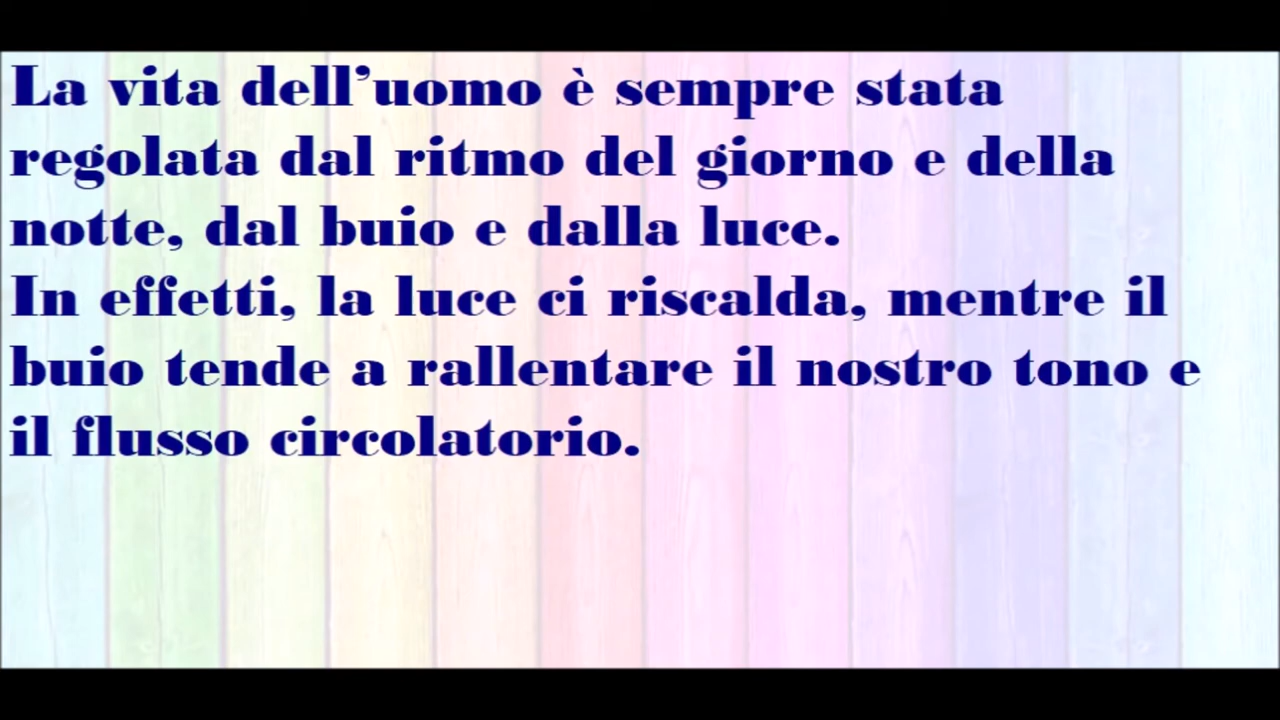 La vita dell’uomo è sempre stata
regolata dal ritmo del giorno e della
notte, dal buio e dalla luce.
In effetti, la luce ci riscalda, mentre il
buio tende a rallentare il nostro tono e
il flusso circolatorio.